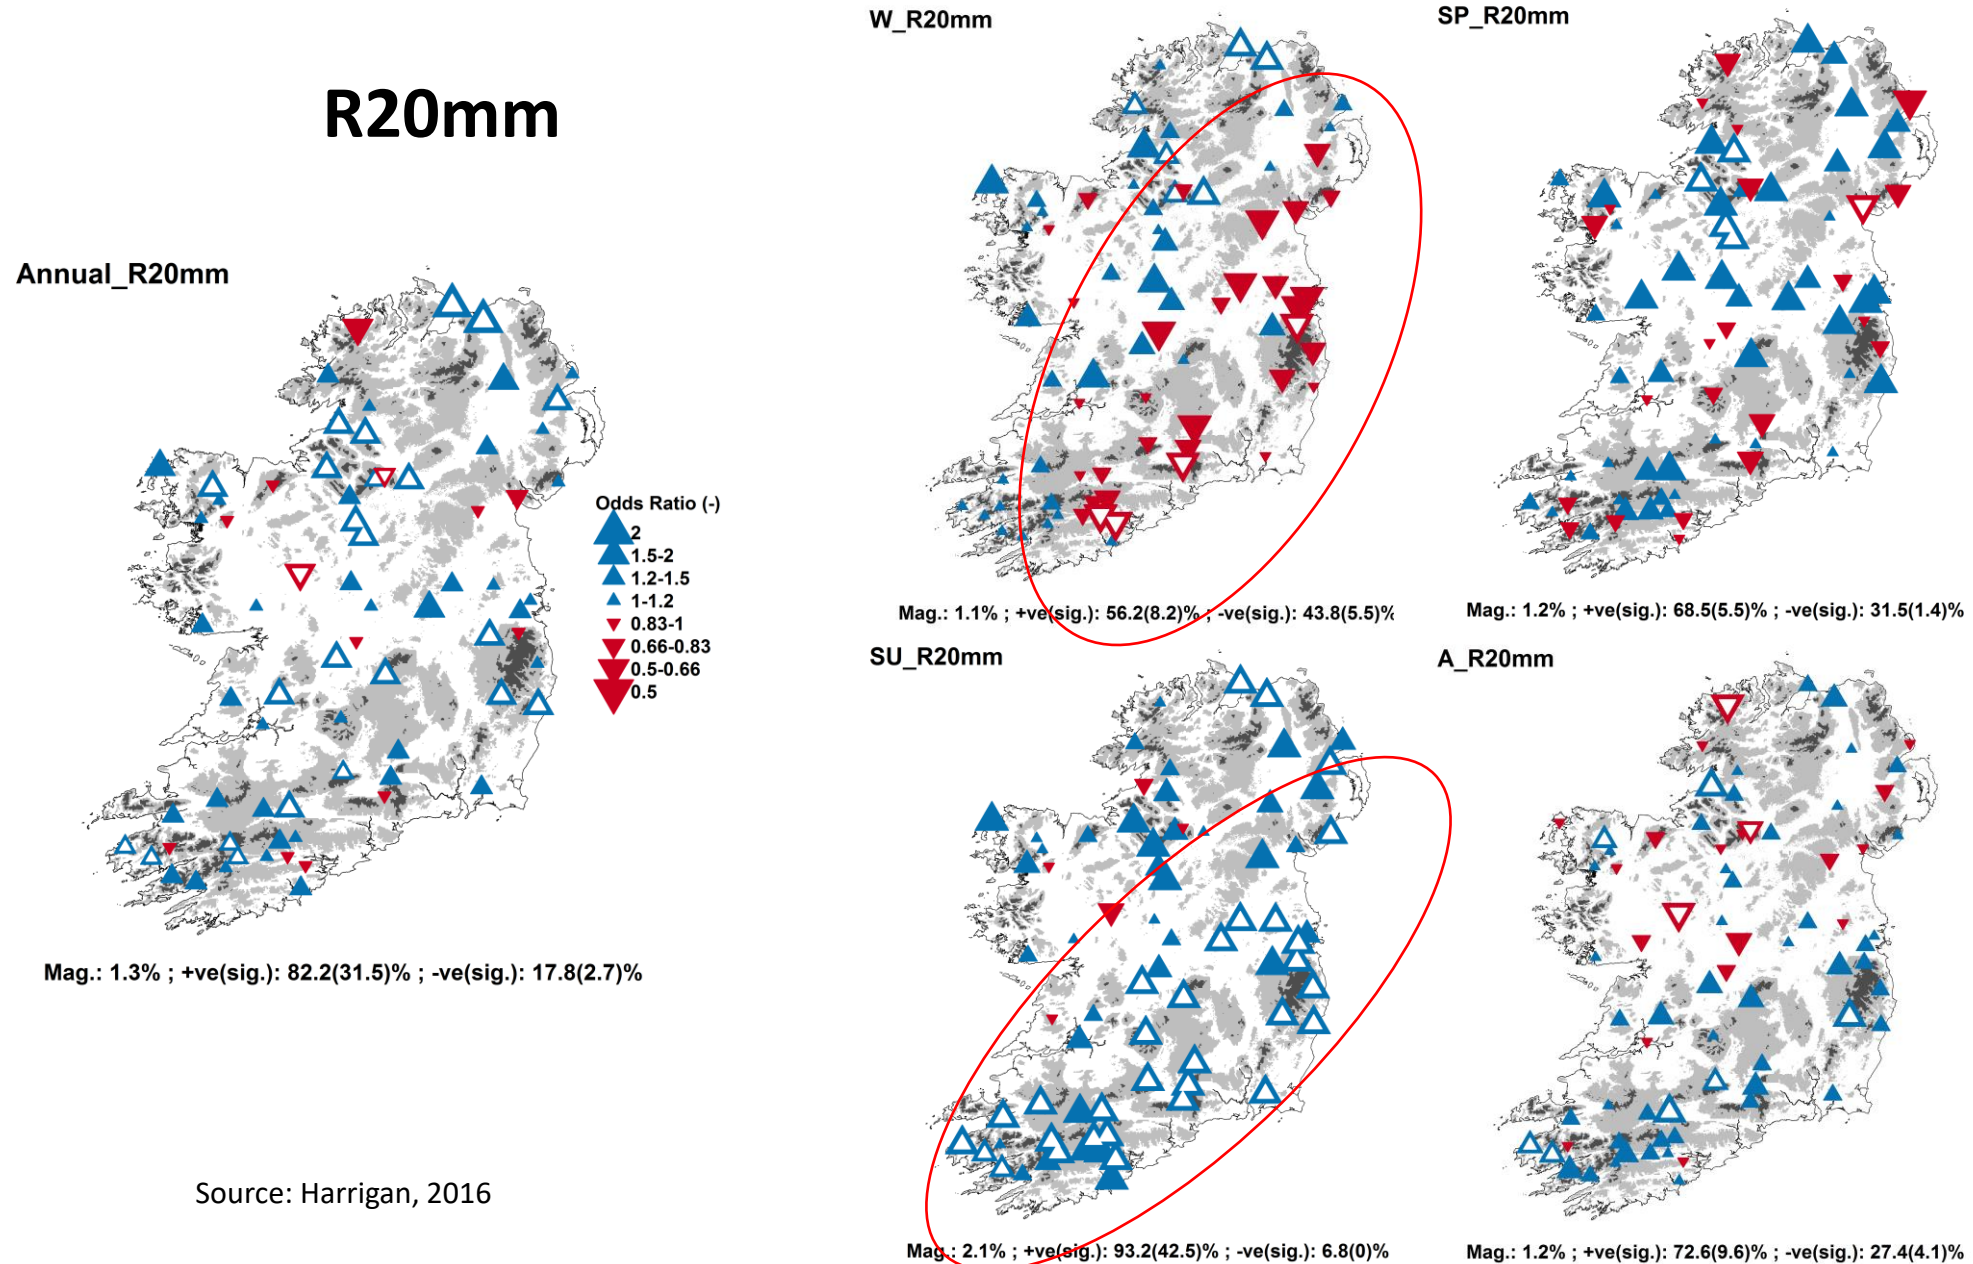 R20mm
Annual_R20mm
Odds Ratio (-)
2
1.5-2
1.2-1.5
1-1.2
0.83-1
0.66-0.83
0.5-0.66
0.5
Mag.: 1.3% ; +ve(sig.): 82.2(31.5)% ; -ve(sig.): 17.8(2.7)%
Source: Harrigan, 2016
W_R20mm
Mag.: 1.1% ; +ve(sig.): 56.2(8.2)% ; -ve(sig.): 43.8(5.5)%
SP_R20mm
Mag.: 1.2% ; +ve(sig.): 68.5(5.5)% ; -ve(sig.): 31.5(1.4)%
SU_R20mm
Mag.: 2.1% ; +ve(sig.): 93.2(42.5)% ; -ve(sig.): 6.8(0)%
A_R20mm
Mag.: 1.2% ; +ve(sig.): 72.6(9.6)% ; -ve(sig.): 27.4(4.1)%